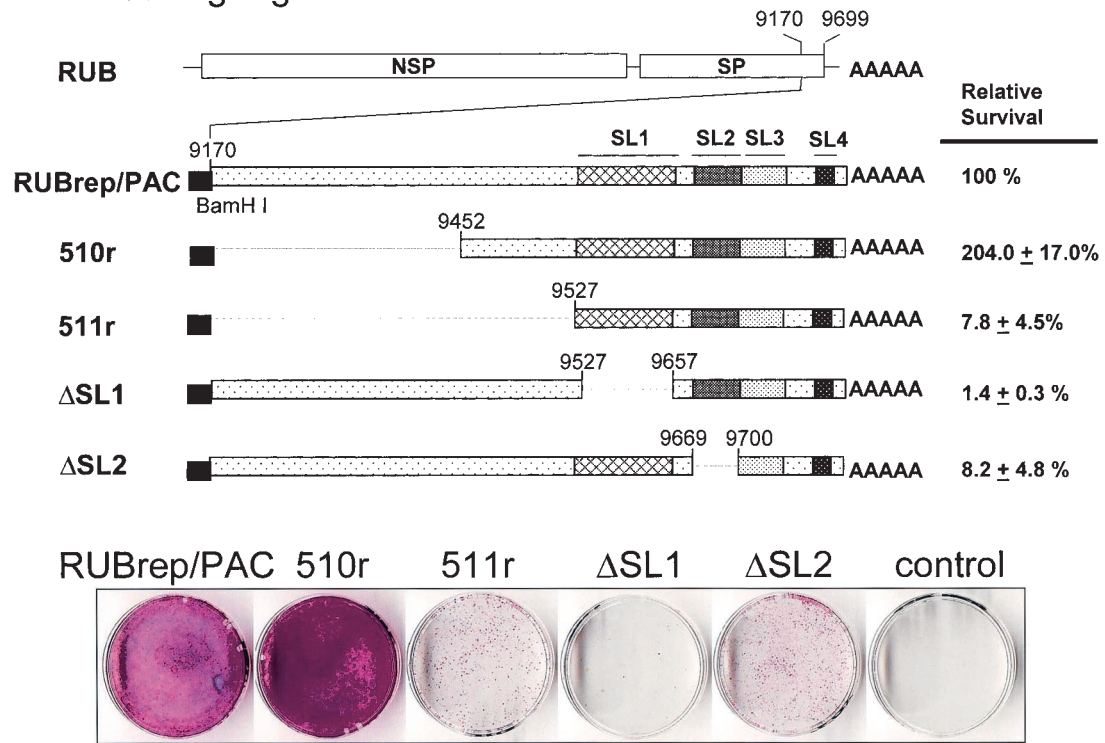 9170 9699
RUB NSP SP AAAAA
Relative
Survival
SL1 SL2 SL3 SL4
9170
RUBrep/PAC AAAAA 100 %
BamH I
9452
510r AAAAA 204.0 ± 17.0%
9527
511r AAAAA 7.8 ± 4.5%
9527 9657
ΔSL1 AAAAA 1.4 ± 0.3 %
9669 9700
ΔSL2 AAAAA 8.2 ± 4.8 %
RUBrep/PAC 510r 511r ΔSL1 ΔSL2 control